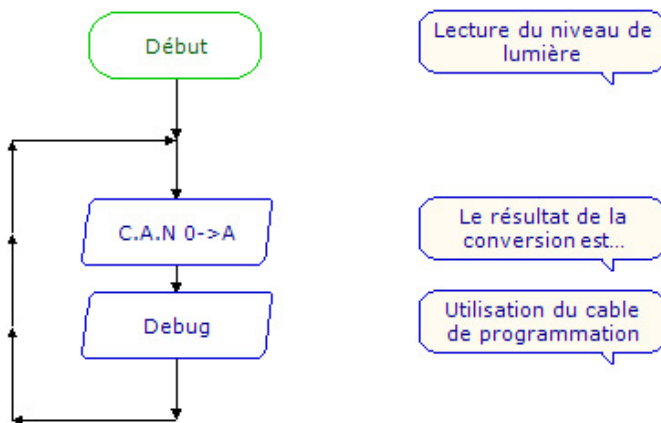 Début
Lecture du niveau de
lumière
C.A.N 0->A
Le résultat de la
conversion est...
Debug
Utilisation du cable
de programmation